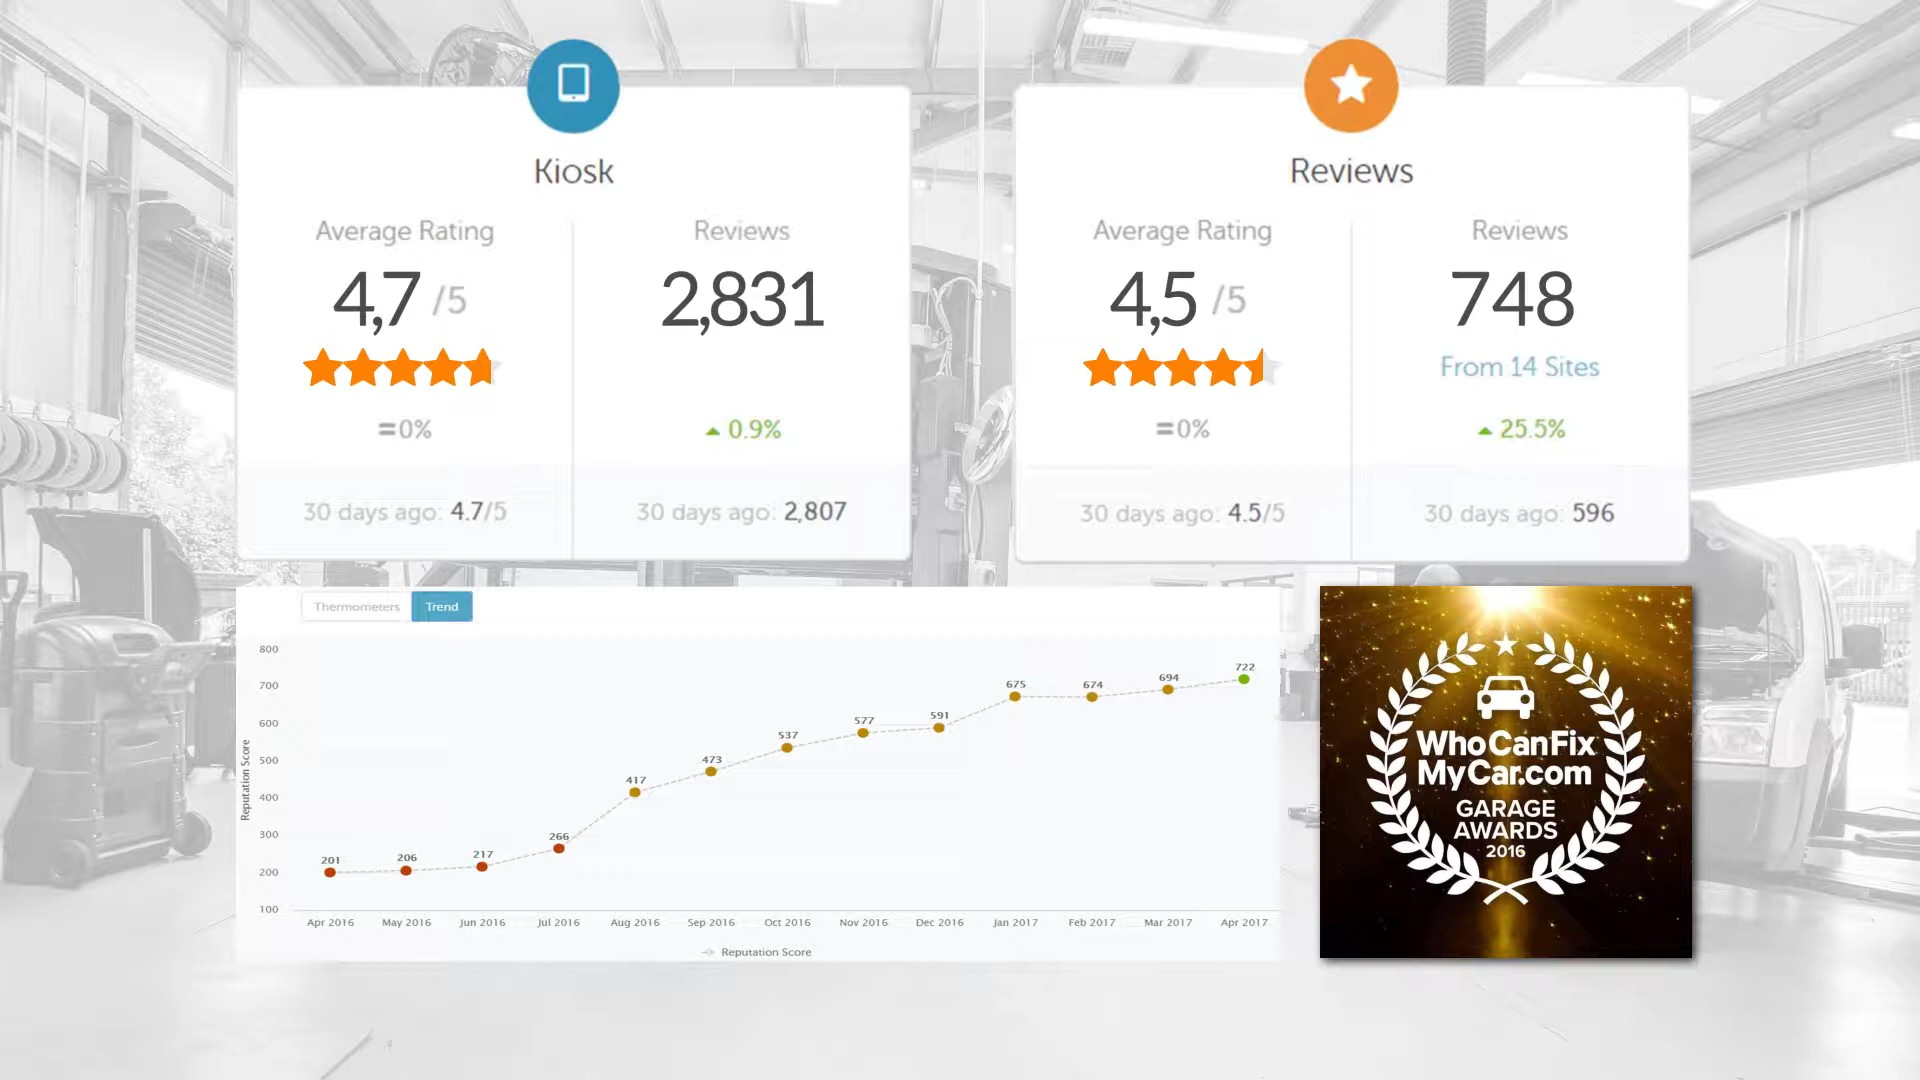 Kiosk
Average Rating
4,7 /5
=0%
30 days ago: 4.7/5
Reviews
2,831
0.9%
30 days ago: 2,807
Reviews
Average Rating
4,5 /5
=0%
30 days ago: 4.5/5
Reviews
748
From 14 Sites
25.5%
30 days ago: 596
Thermometers Trend
Reputation Score
800
700
600
500
400
300
200
100
201
206
217
266
417
473
537
577
591
675
674
694
722
Apr 2016
May 2016
Jun 2016
Jul 2016
Aug 2016
Sep 2016
Oct 2016
Nov 2016
Dec 2016
Jan 2017
Feb 2017
Mar 2017
Apr 2017
Reputation Score
WhoCanFix
MyCar.com
GARAGE
AWARDS
2016